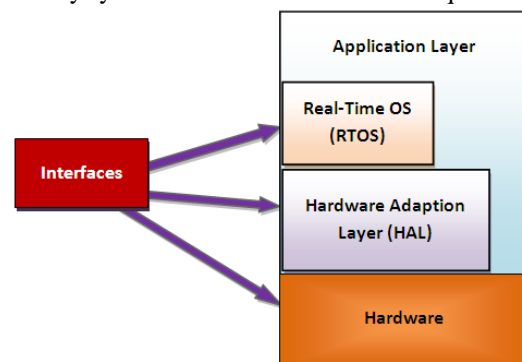 Application Layer
Real-Time OS
(RTOS)
Interfaces
Hardware Adaption
Layer (HAL)
Hardware